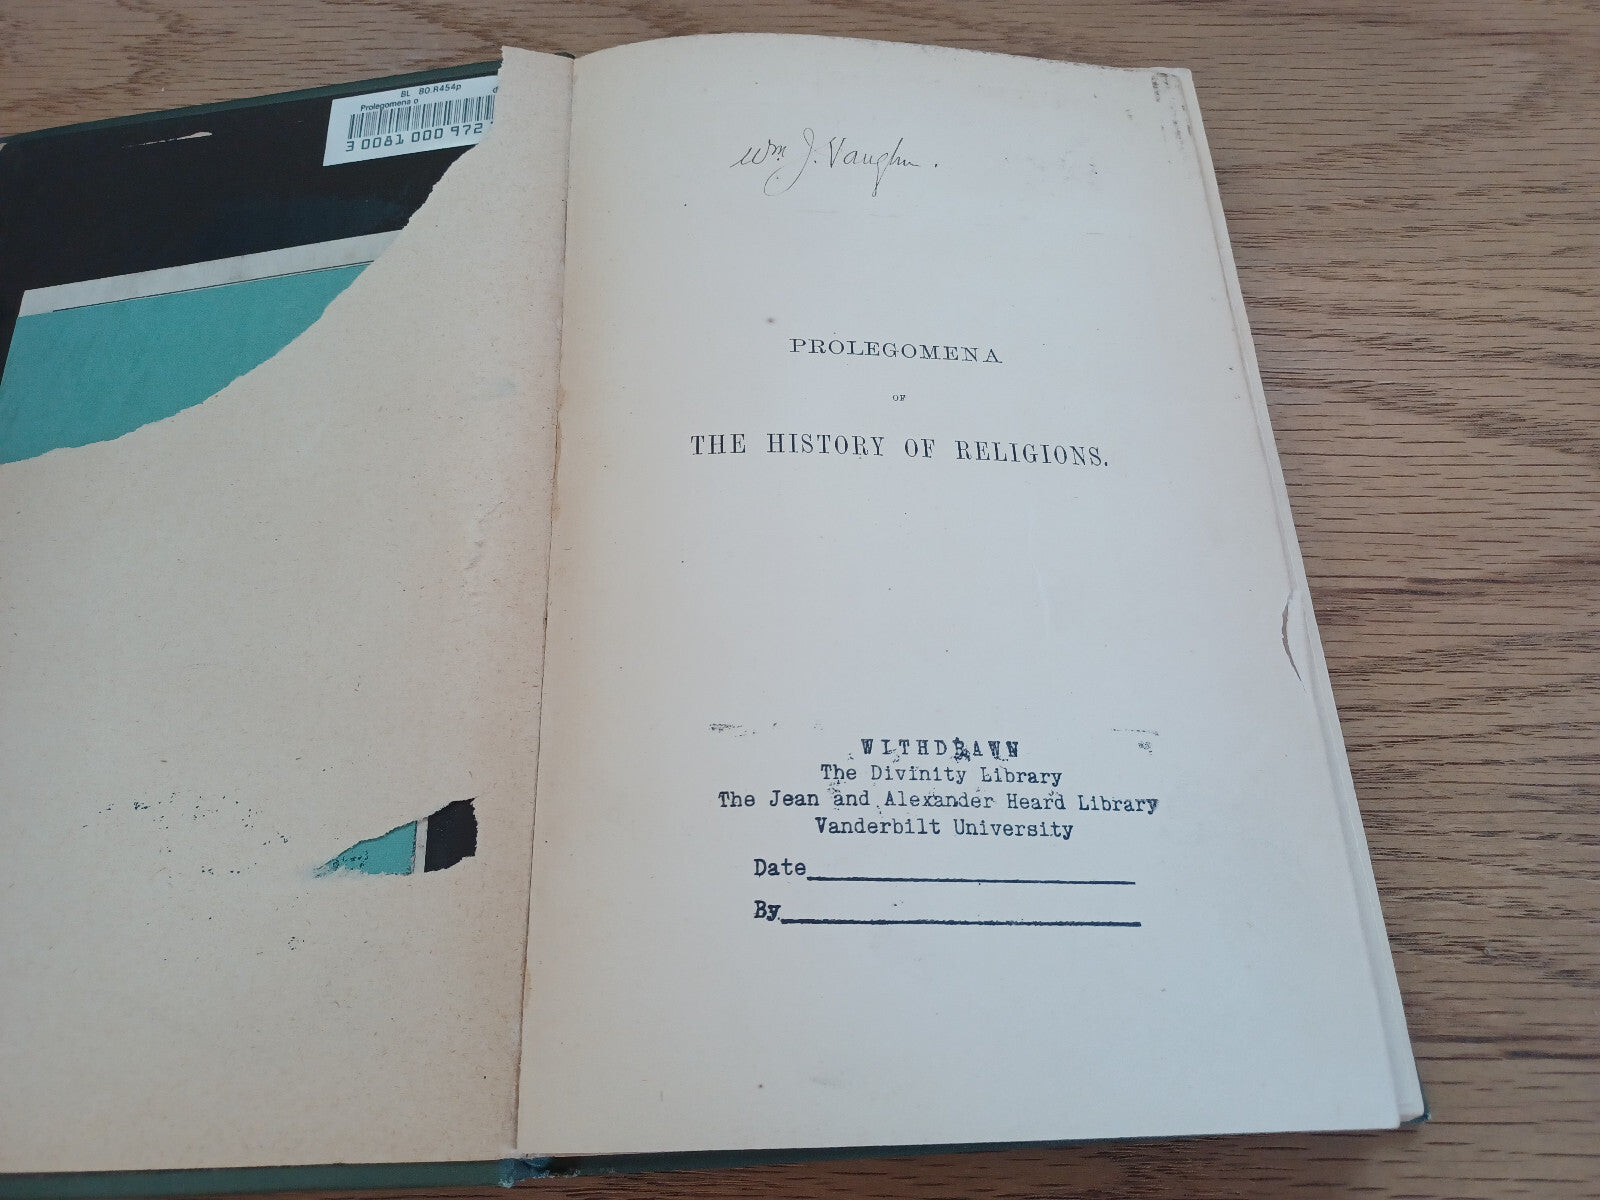 BL 80.R454p
Prolegomena o
3 0081 000 972
Wm. J. Vaughn.
PROLEGOMENA
OF
THE HISTORY OF RELIGIONS.
WITHDRAWN
The Divinity Library
The Jean and Alexander Heard Library
Vanderbilt University
Date
By